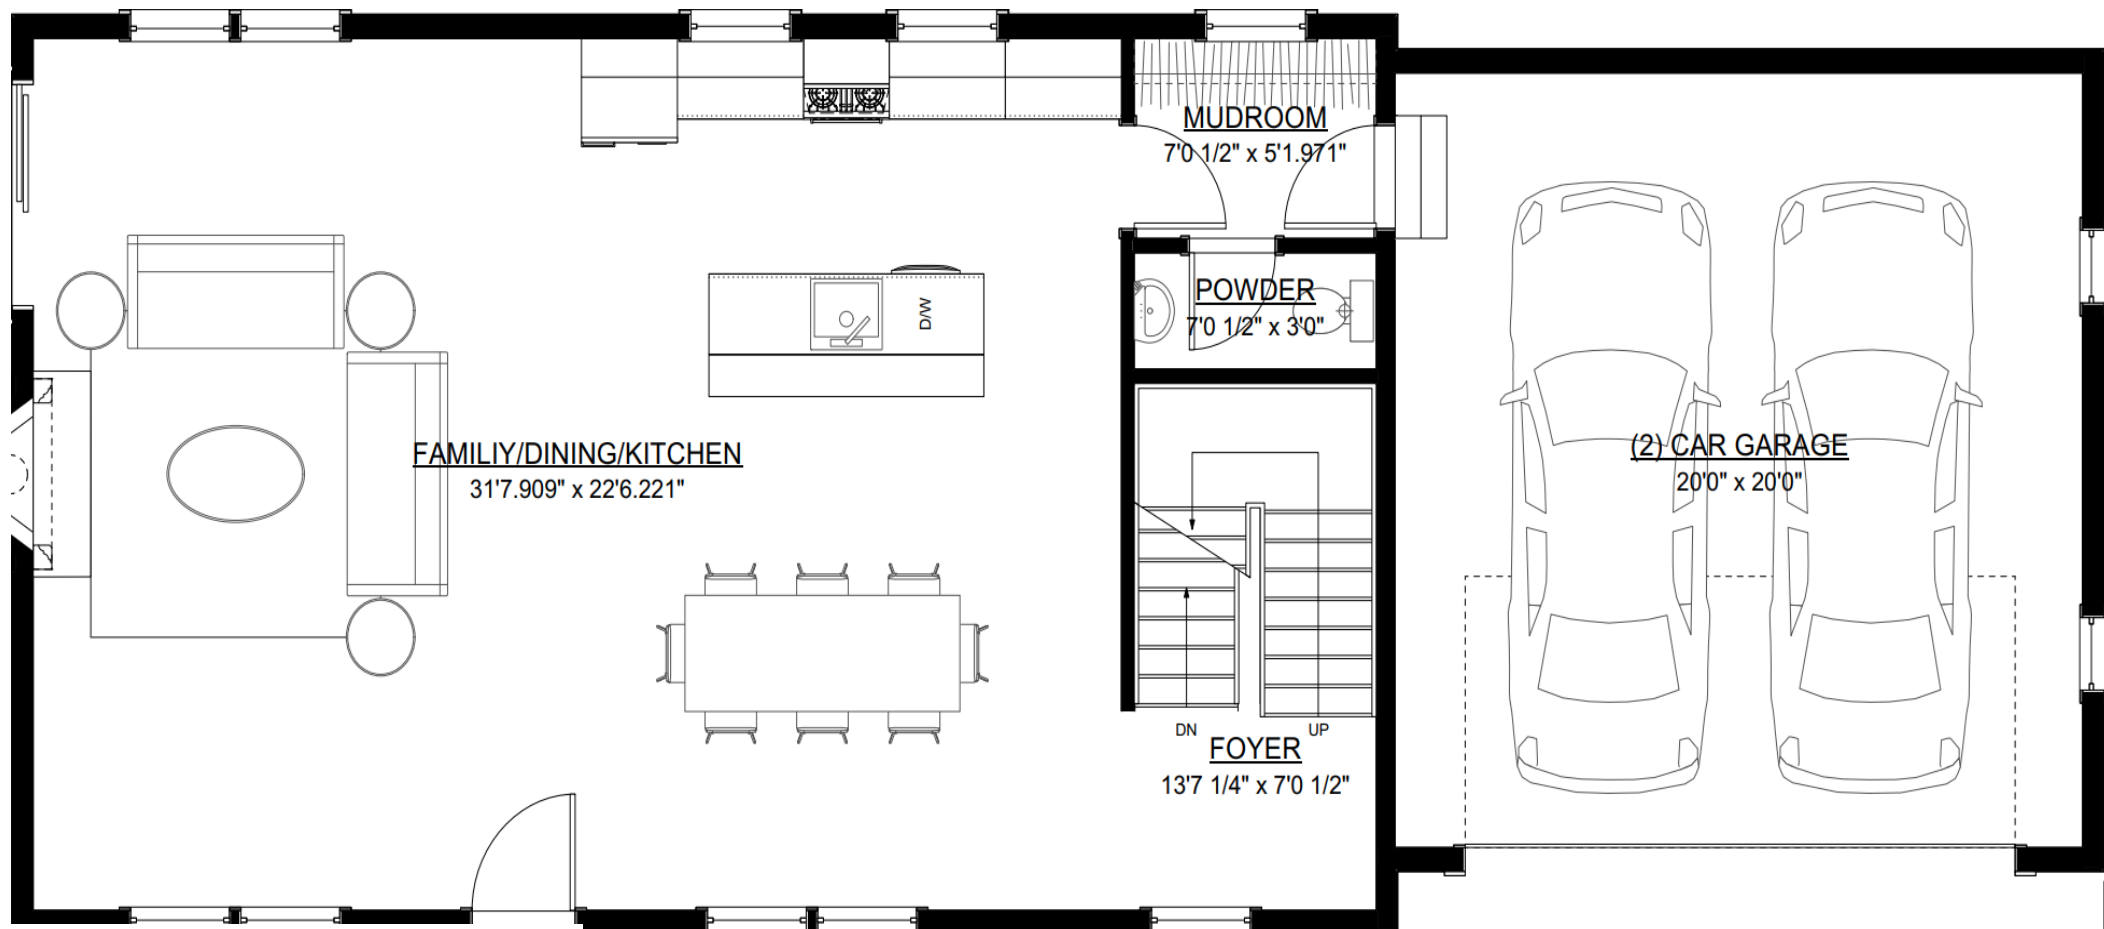 MUDROOM
7'0 1/2" x 5'1.971"
POWDER
7'0 1/2" x 3'0"
D/W
FAMILIY/DINING/KITCHEN
31'7.909" x 22'6.221"
(2) CAR GARAGE
20'0" x 20'0"
DN
UP
FOYER
13'7 1/4" x 7'0 1/2"